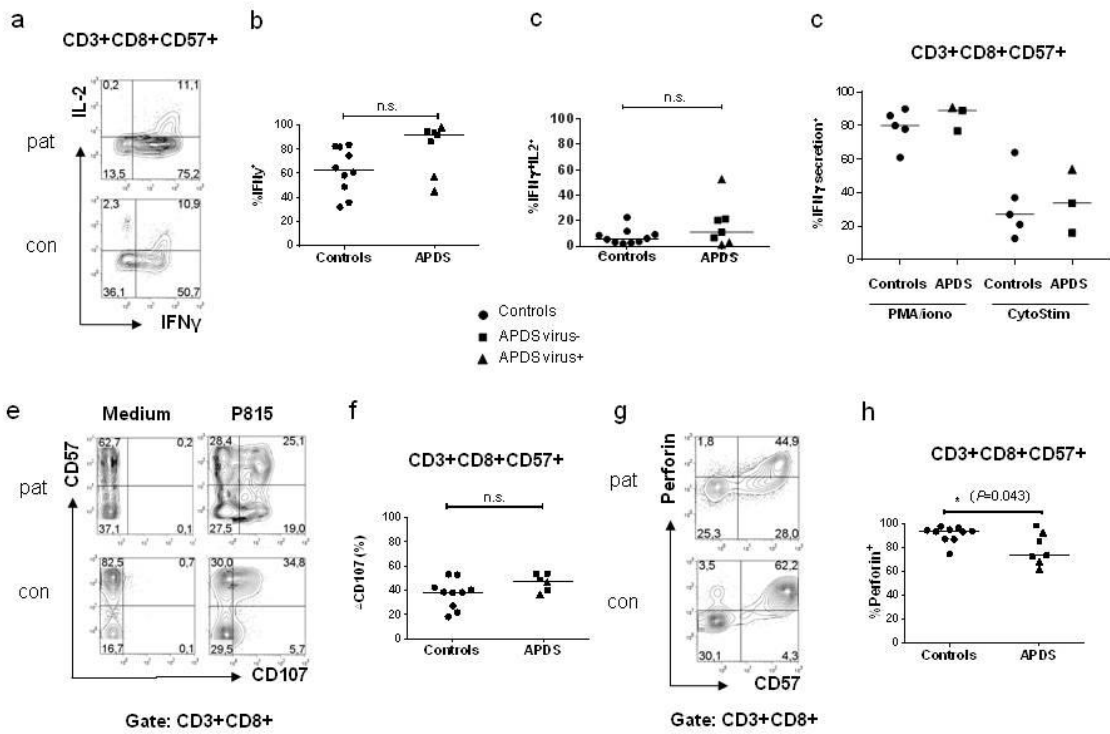 a
CD3+CD8+CD57+
IL-2
pat
0,2 11,1
13,5 75,2
con
2,3 10,9
36,1 50,7
IFNγ
b
n.s.
%IFNγ+
100
80
60
40
20
0
Controls APDS
c
n.s.
%IFNγ+IL2+
100
80
60
40
20
0
Controls APDS
Controls
APDS virus-
APDS virus+
c
CD3+CD8+CD57+
%IFNγ secretion+
100
80
60
40
20
0
Controls APDS Controls APDS
PMA/iono CytoStim
e
Medium P815
CD57
pat
62,7 0,2 28,4 25,1
37,1 0,1 27,5 19,0
con
82,5 0,7 30,0 34,8
16,7 0,1 29,5 5,7
CD107
Gate: CD3+CD8+
f
CD3+CD8+CD57+
n.s.
ΔCD107 (%)
100
80
60
40
20
0
Controls APDS
g
Perforin
pat
1,8 44,9
25,3 28,0
con
3,5 62,2
30,1 4,3
CD57
Gate: CD3+CD8+
h
CD3+CD8+CD57+
* (P=0.043)
%Perforin+
100
80
60
40
20
0
Controls APDS